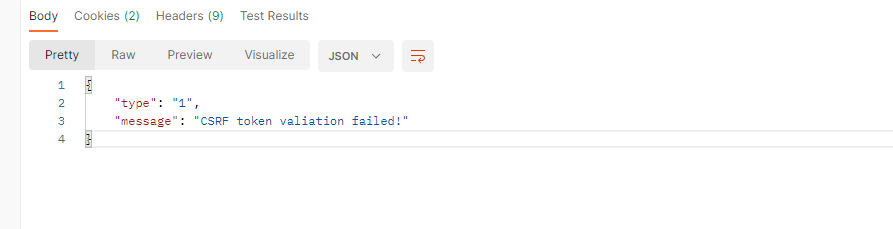 Body Cookies (2) Headers (9) Test Results
Pretty Raw Preview Visualize JSON
1 {
2 "type": "1",
3 "message": "CSRF token valiation failed!"
4 }